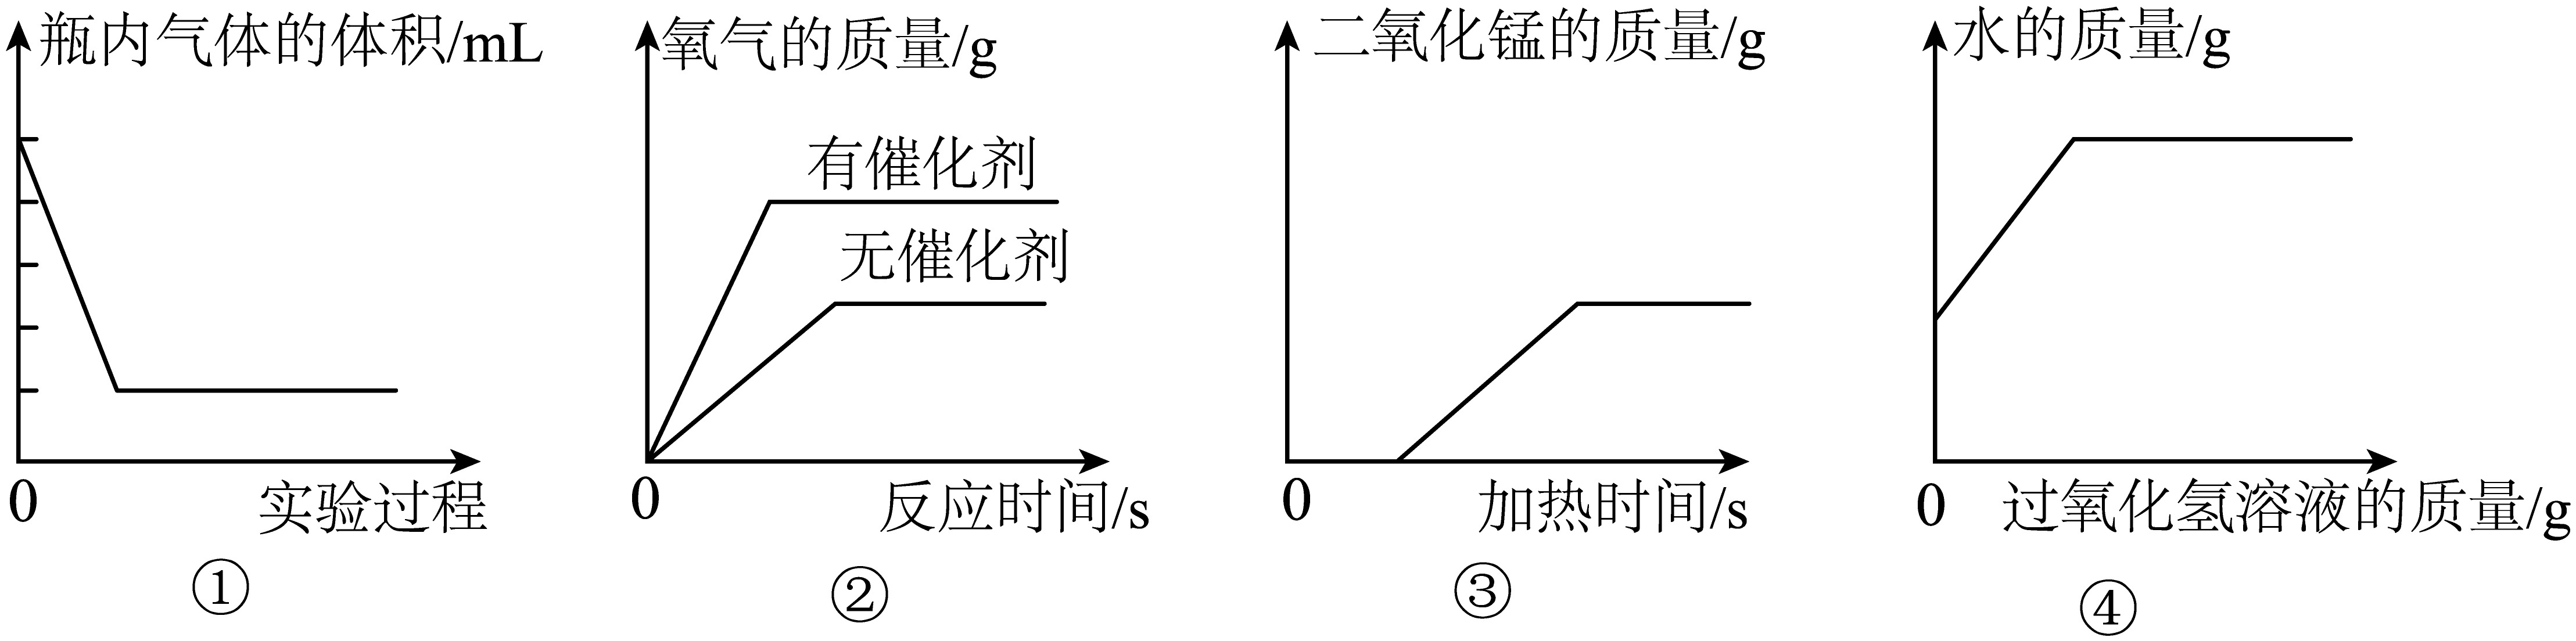 瓶内气体的体积/mL
0
实验过程
①
氧气的质量/g
有催化剂
无催化剂
0
反应时间/s
②
二氧化锰的质量/g
0
加热时间/s
③
水的质量/g
0
过氧化氢溶液的质量/g
④